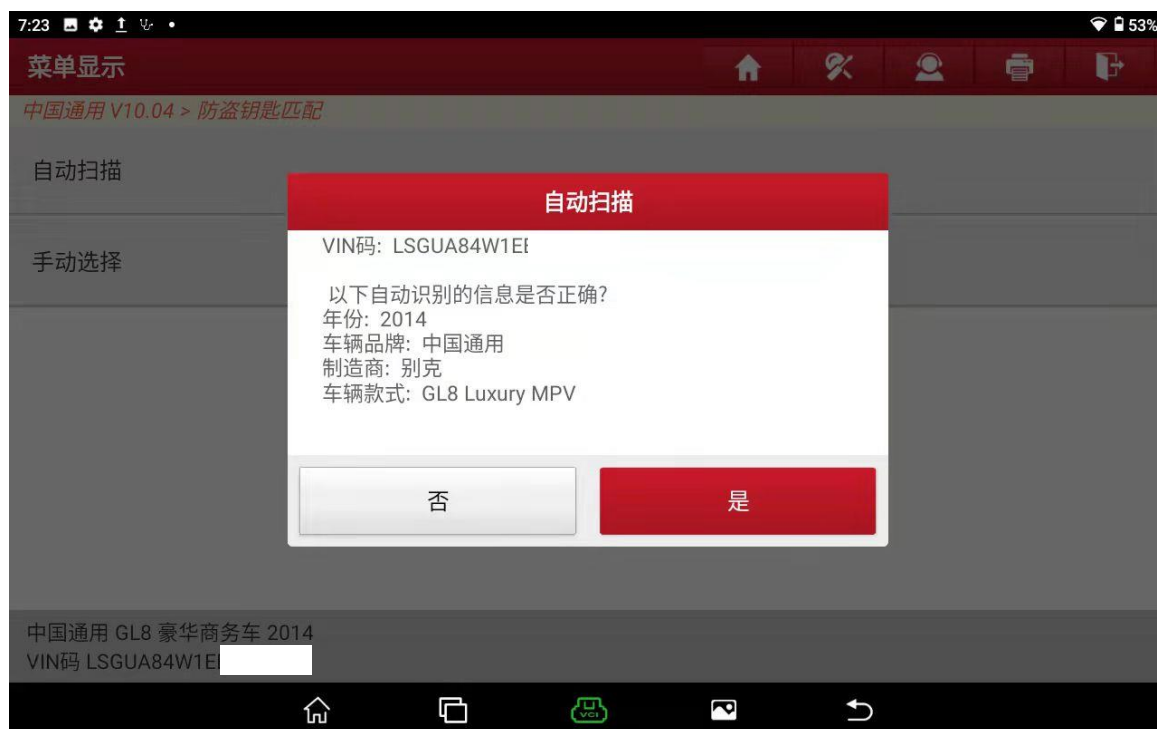 7:23
53%
菜单显示
中国通用 V10.04 > 防盗钥匙匹配
自动扫描
手动选择
自动扫描
VIN码: LSGUA84W1E
以下自动识别的信息是否正确?
年份: 2014
车辆品牌: 中国通用
制造商: 别克
车辆款式: GL8 Luxury MPV
否
是
中国通用 GL8 豪华商务车 2014
VIN码 LSGUA84W1E
VCI